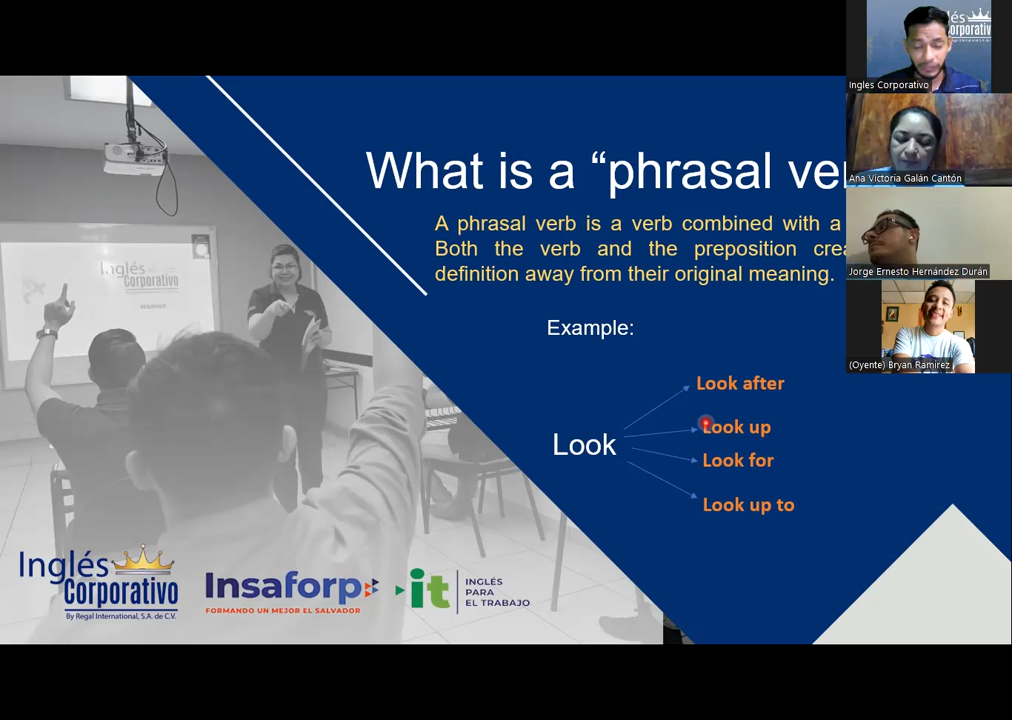 What is a “phrasal
A phrasal verb is a verb combined with a
Both the verb and the preposition
definition away from their original meaning.
Example:
Look
Look after
Look up
Look for
Look up to
Inglés
Corporativo
Inglés
Corporativo
By Regal International, S.A. de C.V.
Insaforp
FORMANDO UN MEJOR EL SALVADOR
it
INGLÉS
PARA
EL TRABAJO
Ingles Corporativo
Ana Victoria Galán Cantón
Jorge Ernesto Hernández Durán
(Oyente) Bryan Ramirez